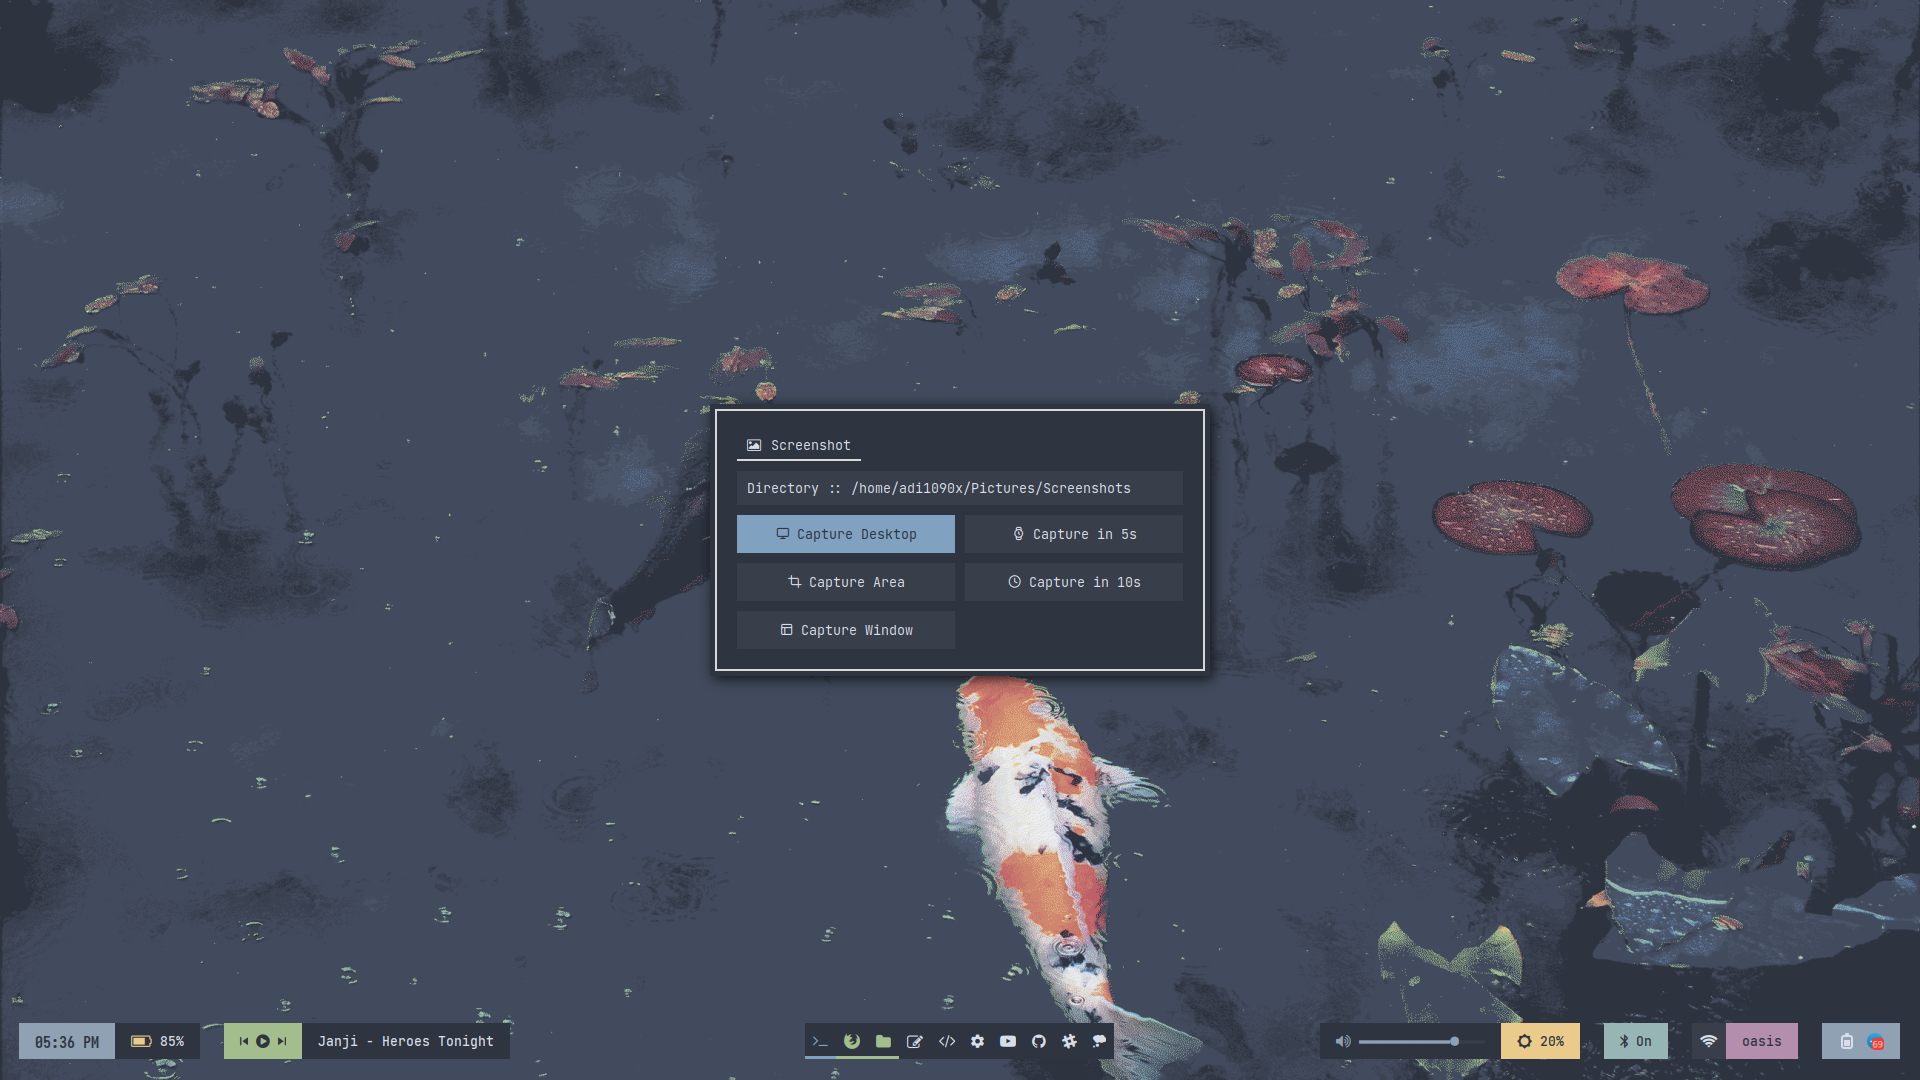 Screenshot
Directory :: /home/adi1090x/Pictures/Screenshots
Capture Desktop
Capture in 5s
Capture Area
Capture in 10s
Capture Window
05:36 PM
85%
Janji - Heroes Tonight
20%
On
oasis
69